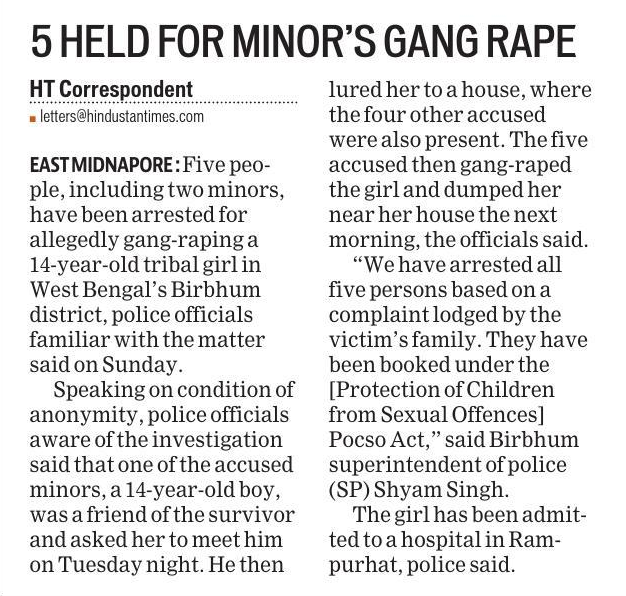 5 HELD FOR MINOR'S GANG RAPE
HT Correspondent
letters@hindustantimes.com
EAST MIDNAPORE: Five peo-
ple, including two minors,
have been arrested for
allegedly gang-raping a
14-year-old tribal girl in
West Bengal's Birbhum
district, police officials
familiar with the matter
said on Sunday.
Speaking on condition of
anonymity, police officials
aware of the investigation
said that one of the accused
minors, a 14-year-old boy,
was a friend of the survivor
and asked her to meet him
on Tuesday night. He then
lured her to a house, where
the four other accused
were also present. The five
accused then gang-raped
the girl and dumped her
near her house the next
morning, the officials said.
“We have arrested all
five persons based on a
complaint lodged by the
victim's family. They have
been booked under the
[Protection of Children
from Sexual Offences]
Pocso Act,” said Birbhum
superintendent of police
(SP) Shyam Singh.
The girl has been admit-
ted to a hospital in Ram-
purhat, police said.